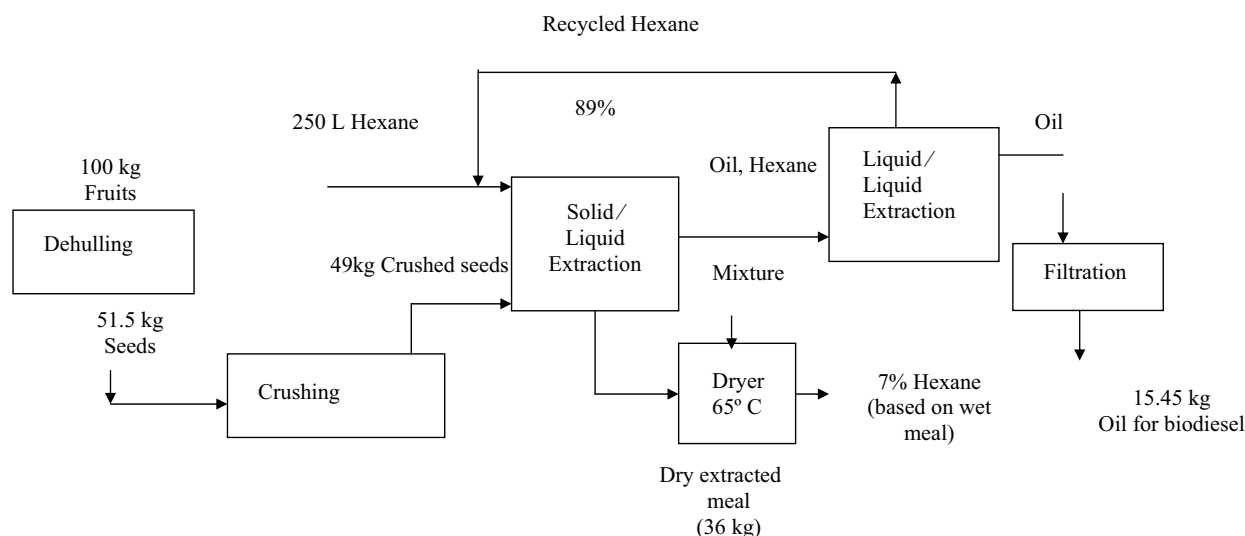 Recycled Hexane
89%
250 L Hexane
Oil
100 kg
Fruits
Oil, Hexane
Liquid/
Liquid
Extraction
Dehulling
Solid/
Liquid
Extraction
49kg Crushed seeds
Mixture
Filtration
51.5 kg
Seeds
Crushing
Dryer
65º C
7% Hexane
(based on wet
meal)
15.45 kg
Oil for biodiesel
Dry extracted
meal
(36 kg)